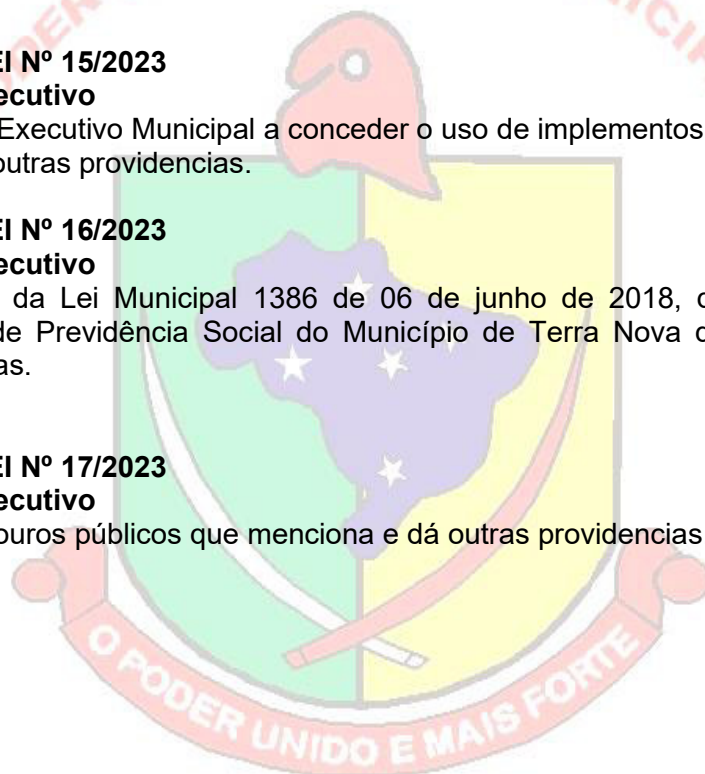 EI Nº 15/2023
ecutivo
Executivo Municipal a conceder o uso de implementos
outras providencias.
EI Nº 16/2023
ecutivo
da Lei Municipal 1386 de 06 de junho de 2018,
de Previdência Social do Município de Terra Nova
as.
EI Nº 17/2023
ecutivo
ouros públicos que menciona e dá outras providencias
O PODER UNIDO E MAIS FORTE